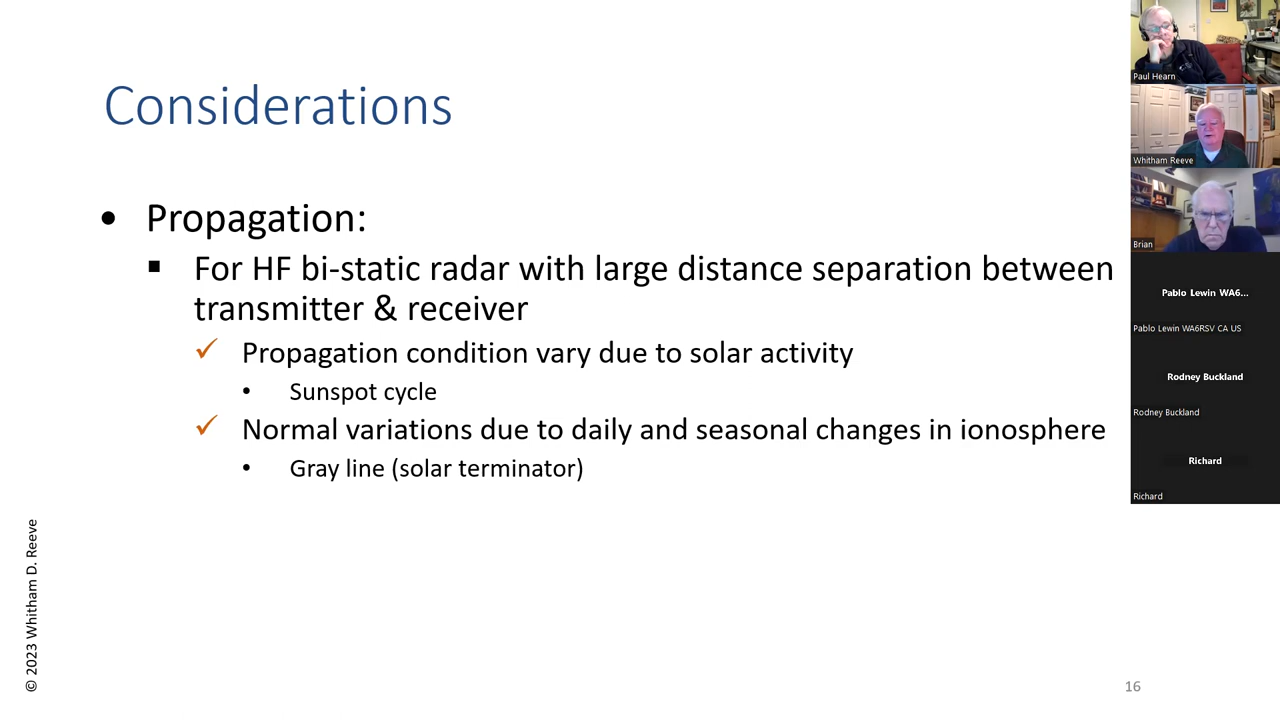 Considerations
• Propagation:
▪ For HF bi-static radar with large distance separation between
transmitter & receiver
✓ Propagation condition vary due to solar activity
• Sunspot cycle
✓ Normal variations due to daily and seasonal changes in ionosphere
• Gray line (solar terminator)
© 2023 Whitham D. Reeve
16
Paul Hearn
Whitham Reeve
Brian
Pablo Lewin WA6...
Pablo Lewin WA6RSV CA US
Rodney Buckland
Rodney Buckland
Richard
Richard